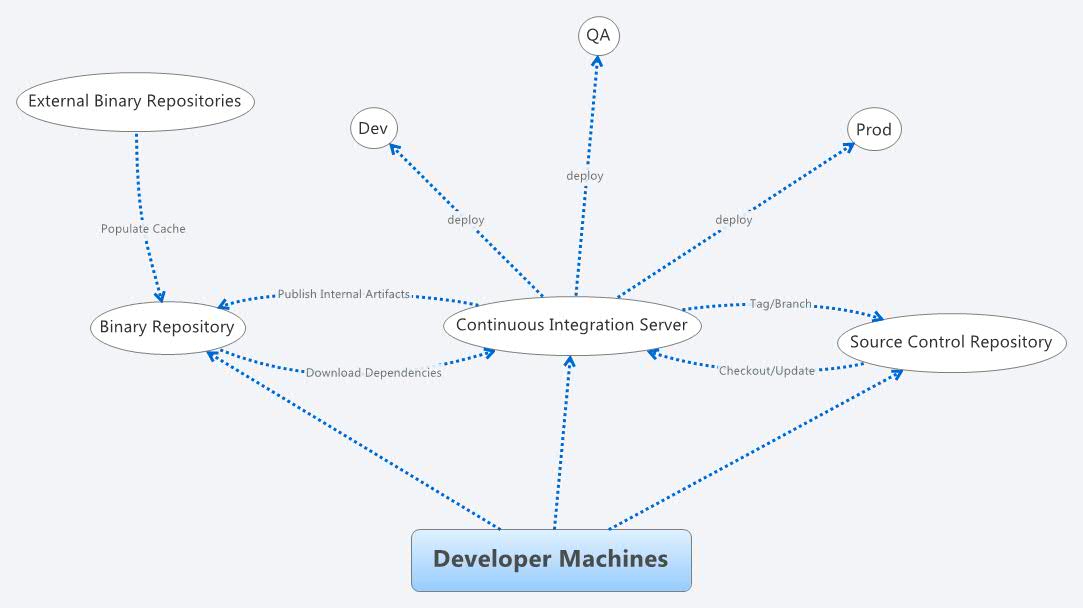 QA
External Binary Repositories
Dev
Prod
deploy
deploy
deploy
Populate Cache
Publish Internal Artifacts
Tag/Branch
Binary Repository
Continuous Integration Server
Source Control Repository
Download Dependencies
Checkout/Update
Developer Machines